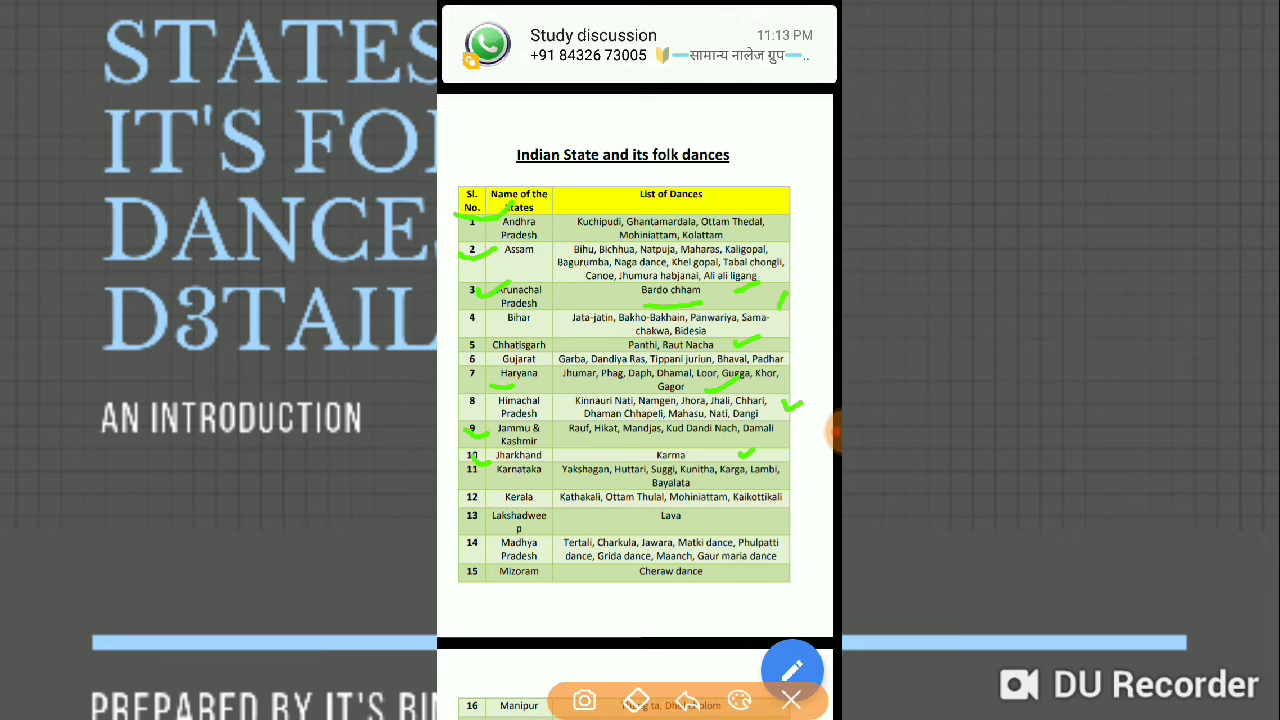 STATES
IT'S FO
DANCES
D3TAIL
AN INTRODUCTION
PREPARED BY IT'S BI
Study discussion 11:13 PM
+91 84326 73005 🔰 सामान्य नालेज ग्रुप ..
Indian State and its folk dances
Sl. Name of the List of Dances
No. States
1 Andhra Kuchipudi, Ghantamardala, Ottam Thedal,
Pradesh Mohiniattam, Kolattam
2 Assam Bihu, Bichhua, Natpuja, Maharas, Kaligopal,
Bagurumba, Naga dance, Khel gopal, Tabal chongli,
Canoe, Jhumura habjanai, Ali ali ligang
3 Arunachal Bardo chham
Pradesh
4 Bihar Jata-jatin, Bakho-Bakhain, Panwariya, Sama-
chakwa, Bidesia
5 Chhatisgarh Panthi, Raut Nacha
6 Gujarat Garba, Dandiya Ras, Tippani juriun, Bhaval, Padhar
7 Haryana Jhumar, Phag, Daph, Dhamal, Loor, Gugga, Khor,
Gagor
8 Himachal Kinnauri Nati, Namgen, Jhora, Jhali, Chhari,
Pradesh Dhaman Chhapeli, Mahasu, Nati, Dangi
9 Jammu & Rauf, Hikat, Mandjas, Kud Dandi Nach, Damali
Kashmir
10 Jharkhand Karma
11 Karnataka Yakshagan, Huttari, Suggi, Kunitha, Karga, Lambi,
Bayalata
12 Kerala Kathakali, Ottam Thulal, Mohiniattam, Kaikottikali
13 Lakshadwee Lava
p
14 Madhya Tertali, Charkula, Jawara, Matki dance, Phulpatti
Pradesh dance, Grida dance, Maanch, Gaur maria dance
15 Mizoram Cheraw dance
16 Manipur
DU Recorder